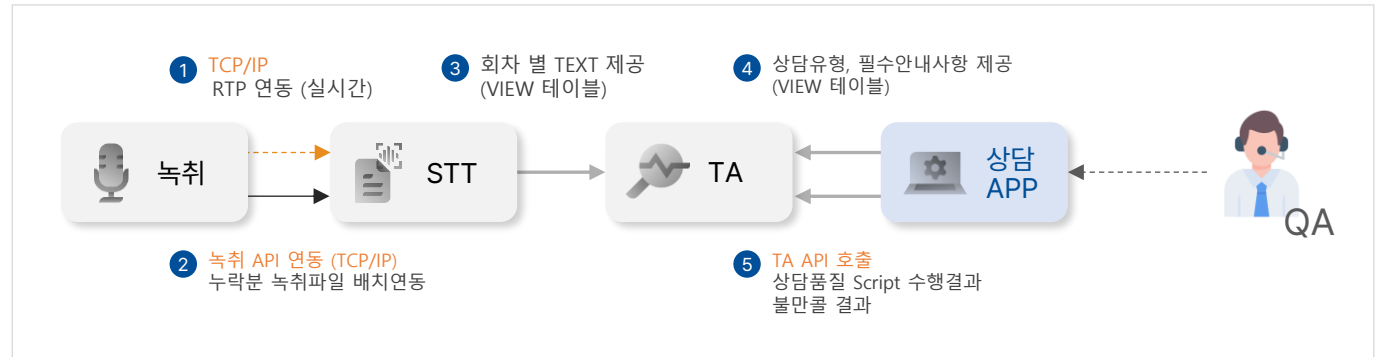 1 TCP/IP
RTP 연동 (실시간)
3 회차 별 TEXT 제공
(VIEW 테이블)
4 상담유형, 필수안내사항 제공
(VIEW 테이블)
녹취
STT
TA
상담
APP
QA
2 녹취 API 연동 (TCP/IP)
누락분 녹취파일 배치연동
5 TA API 호출
상담품질 Script 수행결과
불만콜 결과